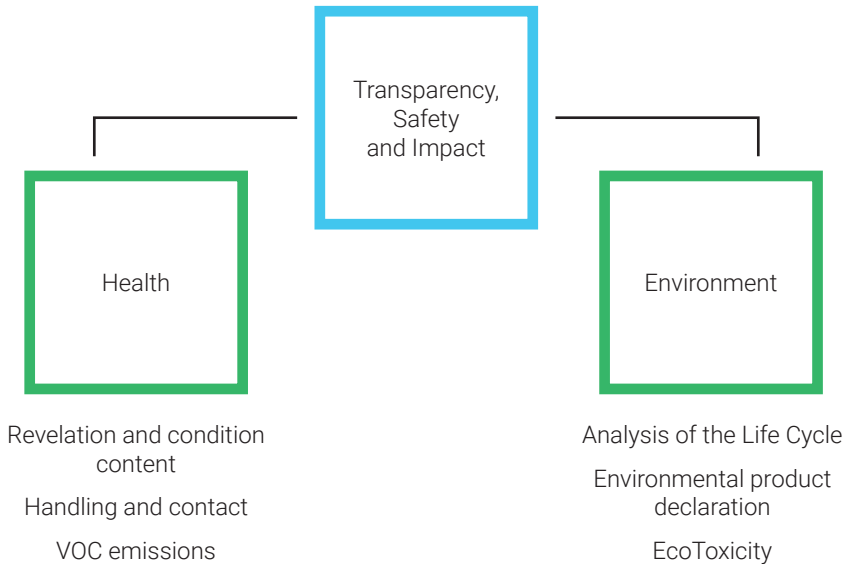 Transparency,
Safety
and Impact
Health
Environment
Revelation and condition
content
Handling and contact
VOC emissions
Analysis of the Life Cycle
Environmental product
declaration
EcoToxicity